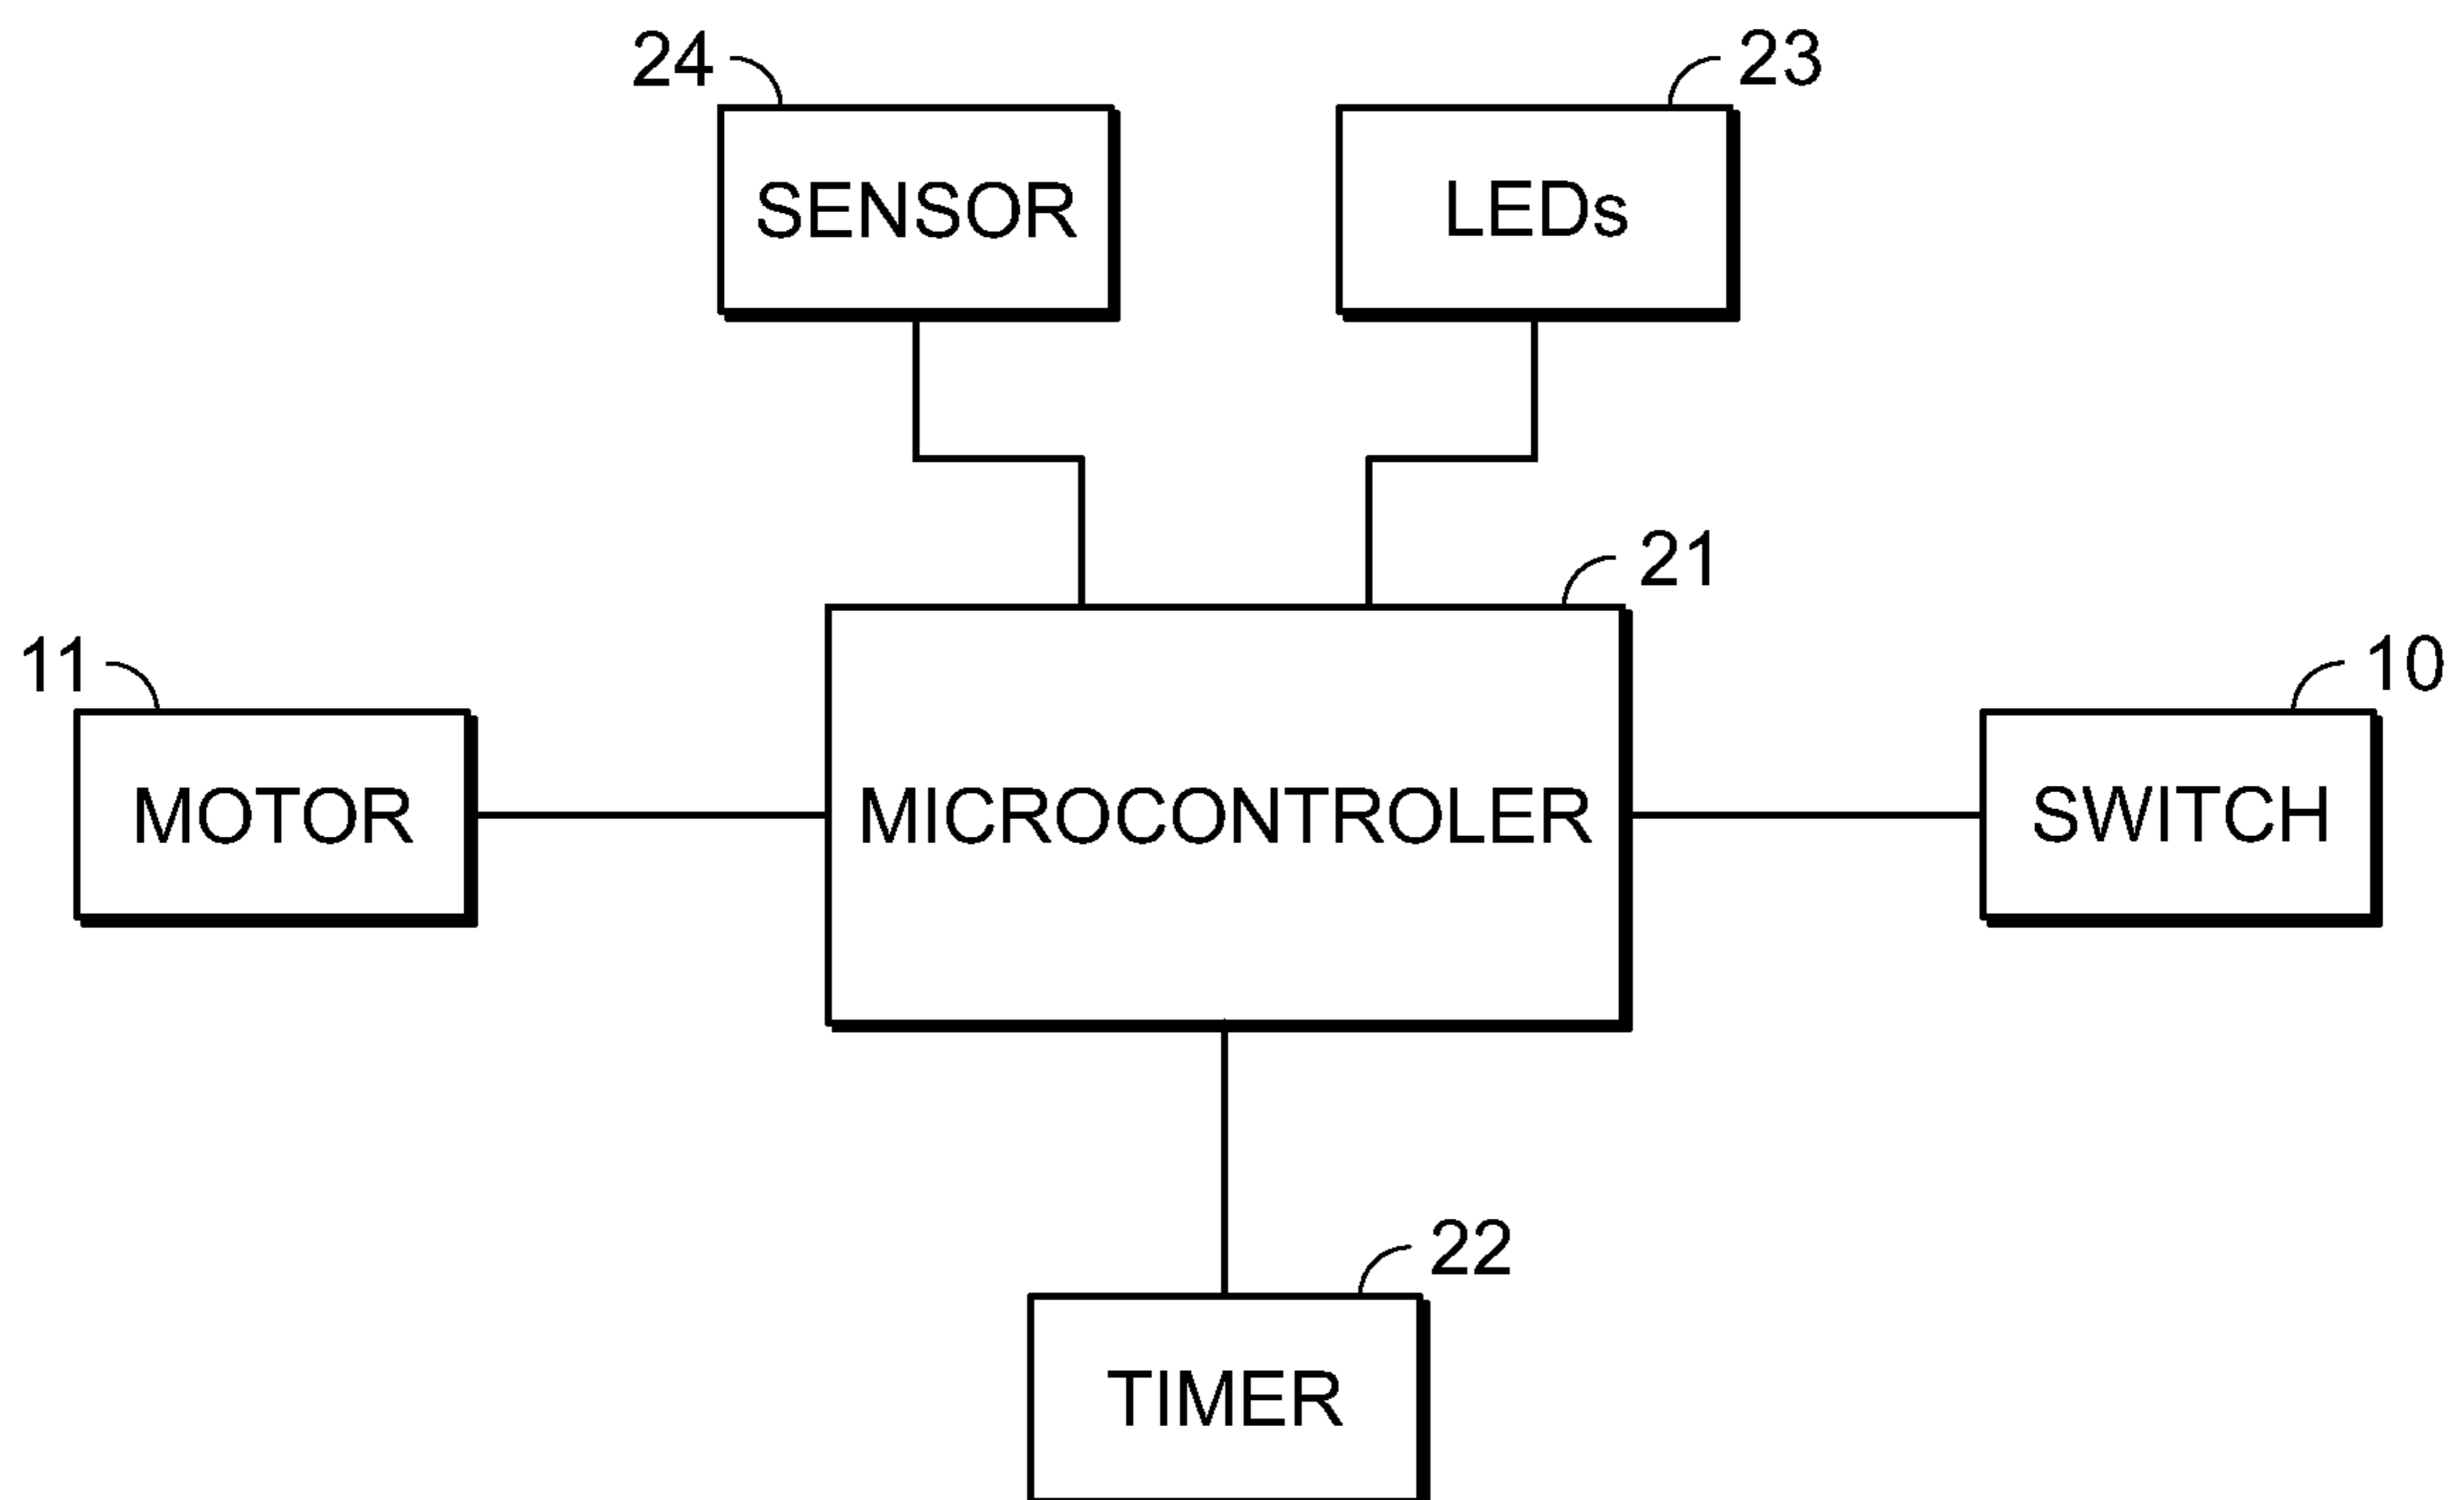 24
23
SENSOR
LEDs
21
11
10
MOTOR
MICROCONTROLER
SWITCH
22
TIMER